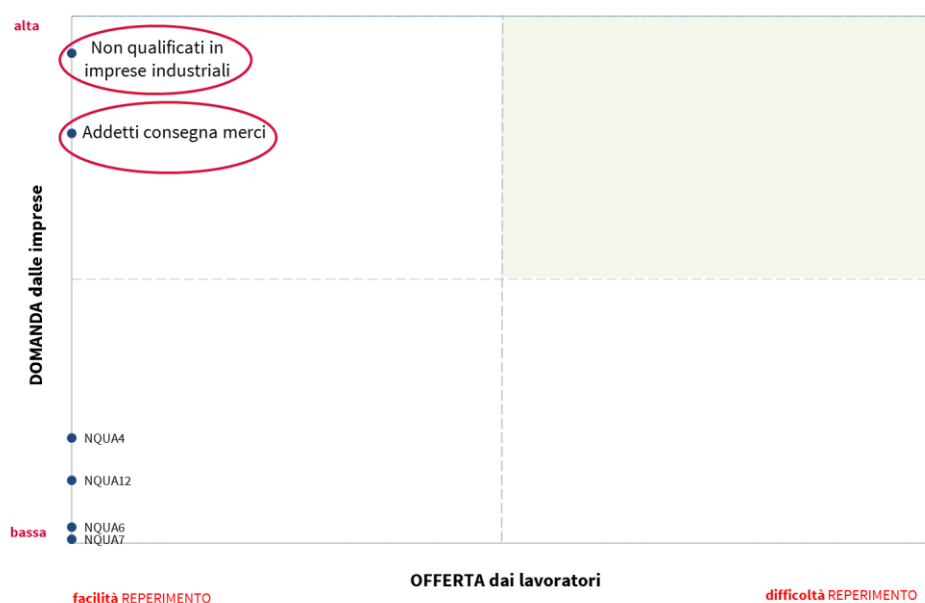 alta
Non qualificati in
imprese industriali
Addetti consegna merci
DOMANDA dalle imprese
NQUA4
NQUA12
NQUA6
bassa
NQUA7
OFFERTA dai lavoratori
facilità REPERIMENTO
difficoltà REPERIMENTO